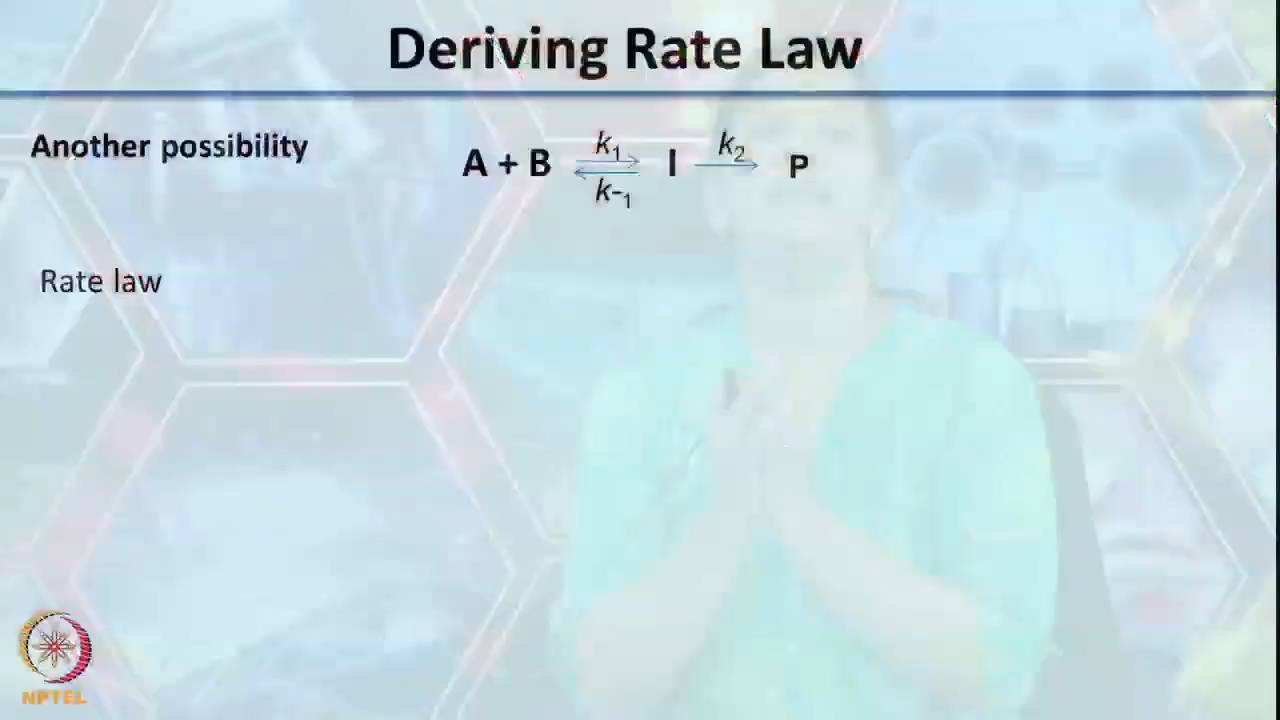 Deriving Rate Law
Another possibility
A + B k1 k-1 I k2 P
Rate law
NPTEL